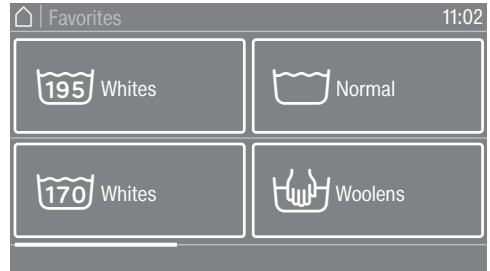 Favorites 11:02
195 Whites
Normal
170 Whites
Woolens